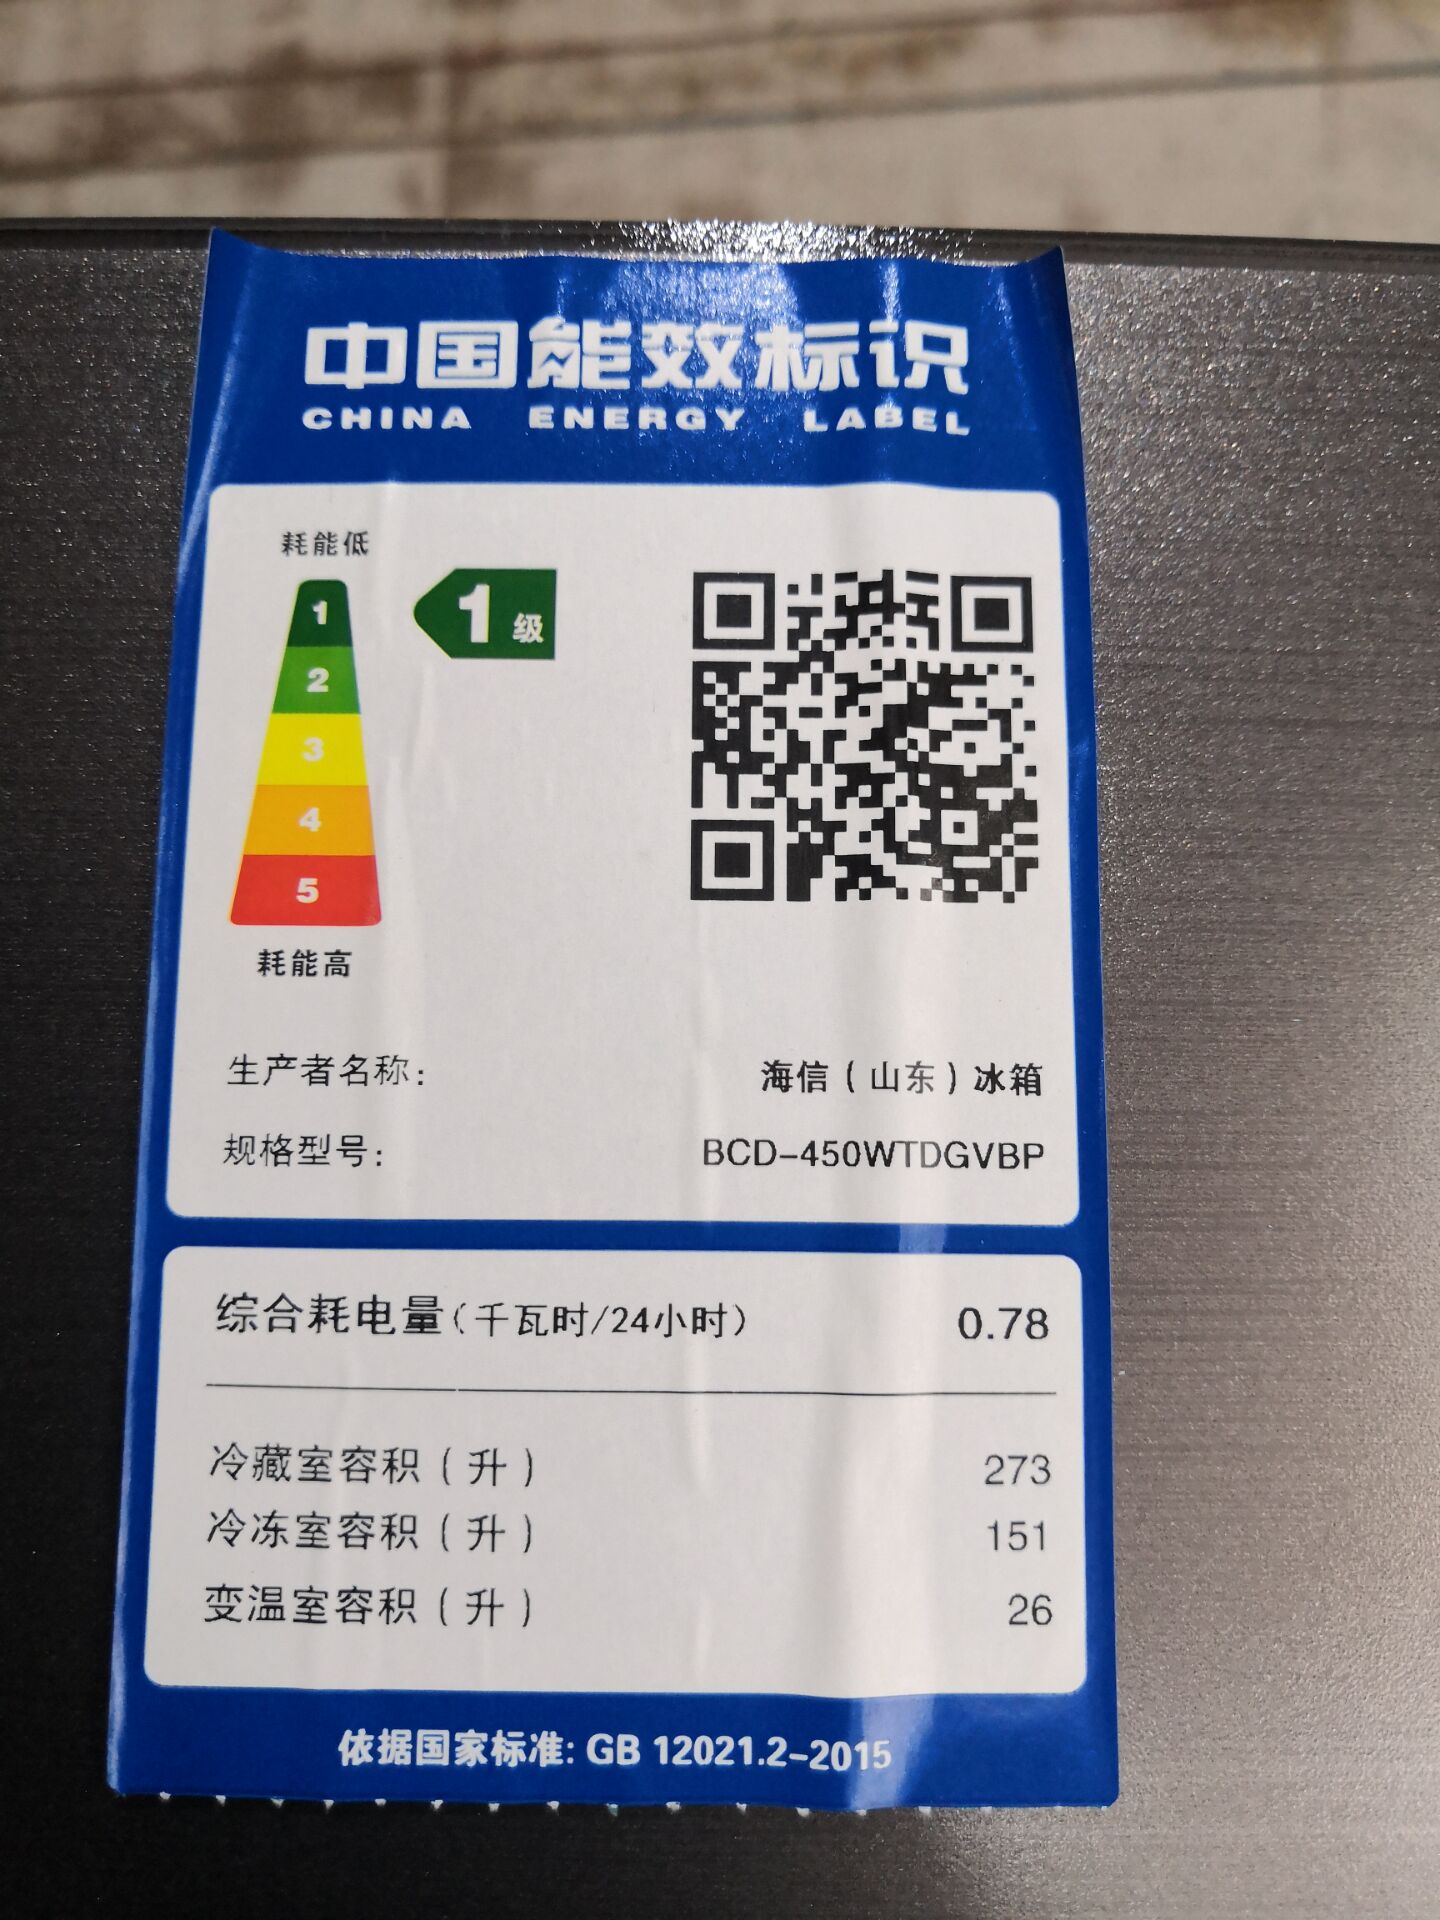 中国能效标识
CHINA ENERGY LABEL
耗能低
1
1级
2
3
4
5
耗能高
生产者名称: 海信（山东）冰箱
规格型号: BCD-450WTDGVBP
综合耗电量(千瓦时/24小时) 0.78
冷藏室容积(升) 273
冷冻室容积(升) 151
变温室容积(升) 26
依据国家标准: GB 12021.2-2015